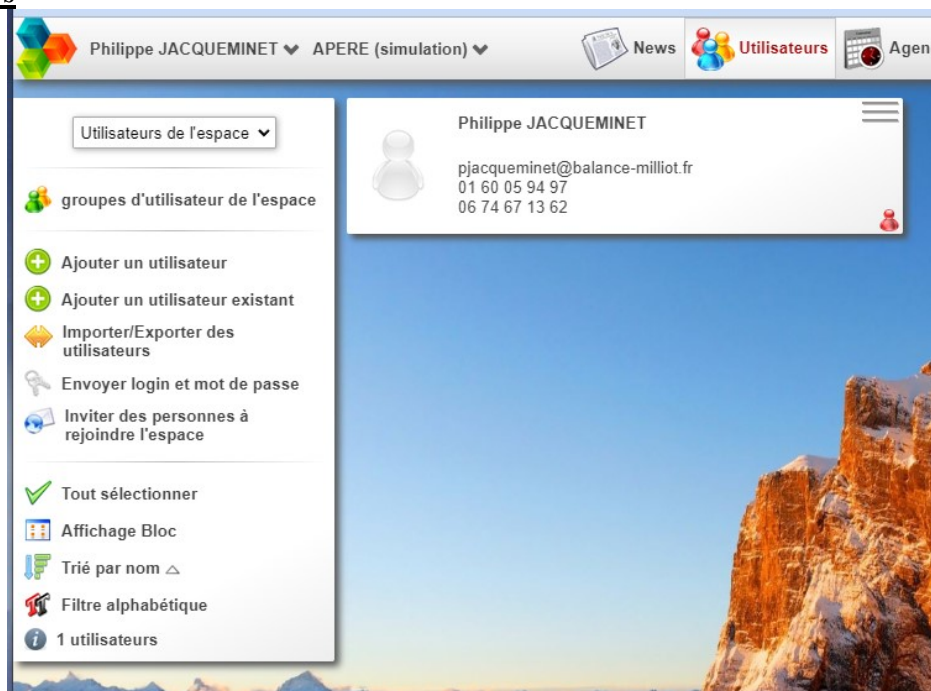 Philippe JACQUEMINET APERE (simulation) News Utilisateurs Agen
Utilisateurs de l'espace
groupes d'utilisateur de l'espace
Ajouter un utilisateur
Ajouter un utilisateur existant
Importer/Exporter des
utilisateurs
Envoyer login et mot de passe
Inviter des personnes à
rejoindre l'espace
Tout sélectionner
Affichage Bloc
Trié par nom
Filtre alphabétique
1 utilisateurs
Philippe JACQUEMINET
pjacqueminet@balance-milliot.fr
01 60 05 94 97
06 74 67 13 62